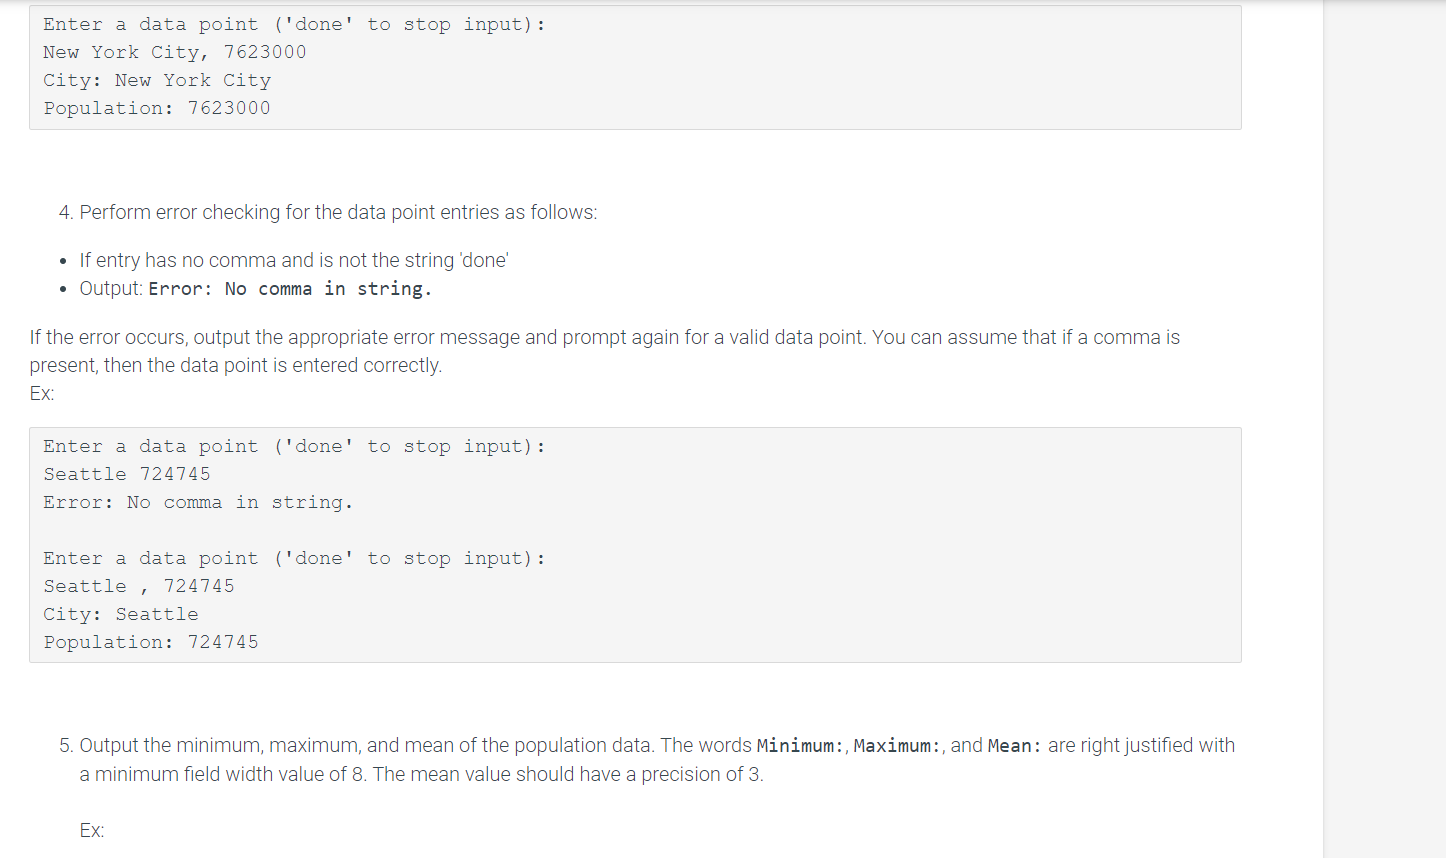 Enter a data point ('done' to stop input):
New York City, 7623000
City: New York City
Population: 7623000
4. Perform error checking for the data point entries as follows:
• If entry has no comma and is not the string 'done'
• Output: Error: No comma in string.
If the error occurs, output the appropriate error message and prompt again for a valid data point. You can assume that if a comma is
present, then the data point is entered correctly.
Ex:
Enter a data point ('done' to stop input):
Seattle 724745
Error: No comma in string.
Enter a data point ('done' to stop input):
Seattle , 724745
City: Seattle
Population: 724745
5. Output the minimum, maximum, and mean of the population data. The words Minimum:, Maximum:, and Mean: are right justified with
a minimum field width value of 8. The mean value should have a precision of 3.
Ex: